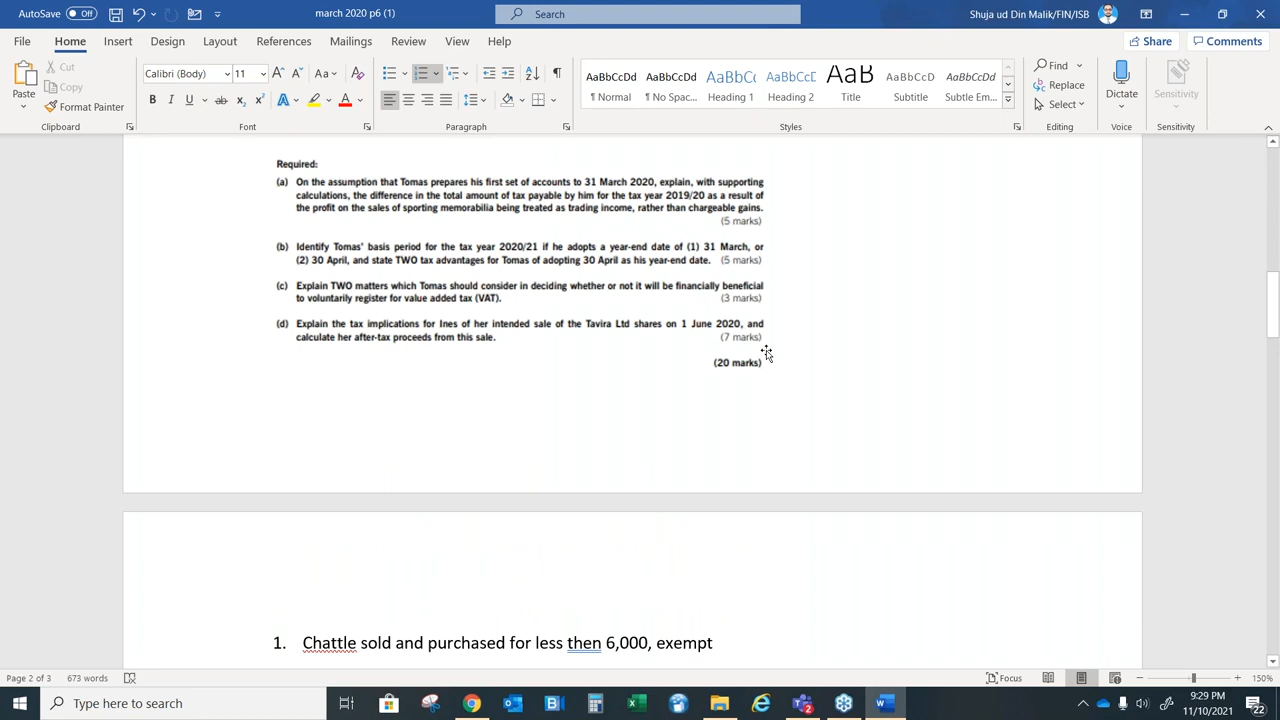 AutoSave Off march 2020 (6) Search Shuja ud Din Malik/FIN/ISB
File Home Insert Design Layout References Mailings Review View Help Share Comments
Paste Cut Copy Format Painter
Calibri (Body) 11
AaBbCcDd AaBbCcDd AaBbC AaBbCcE AaB AaBbCcDd AaBbCcDd
¶ Normal ¶ No Spac... Heading 1 Heading 2 Title Subtitle Subtle Em...
Find Replace Select Dictate Sensitivity
Clipboard Font Paragraph Styles Editing Voice Sensitivity
Required:
(a) On the assumption that Tomas prepares his first set of accounts to 31 March 2020, explain, with supporting
calculations, the difference in the total amount of tax payable by him for the tax year 2019/20 as a result of
the profit on the sales of sporting memorabilia being treated as trading income, rather than chargeable gains.
(5 marks)
(b) Identify Tomas' basis period for the tax year 2020/21 if he adopts a year-end date of (1) 31 March, or
(2) 30 April, and state TWO tax advantages for Tomas of adopting 30 April as his year-end date. (5 marks)
(c) Explain TWO matters which Tomas should consider in deciding whether or not it will be financially beneficial
to voluntarily register for value added tax (VAT). (3 marks)
(d) Explain the tax implications for Ines of her intended sale of the Tavira Ltd shares on 1 June 2020, and
calculate her after-tax proceeds from this sale. (7 marks)
(20 marks)
1. Chattle sold and purchased for less then 6,000, exempt
Page 2 of 3 673 words Focus 150%
Type here to search 9:29 PM
11/10/2021 22